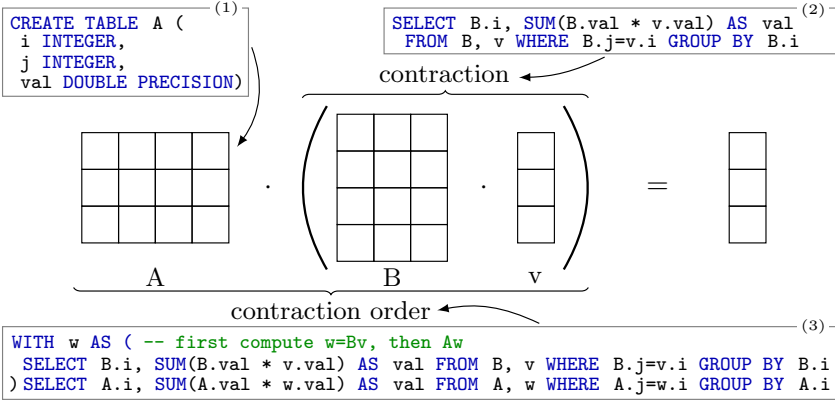 (1)
CREATE TABLE A (
i INTEGER,
j INTEGER,
val DOUBLE PRECISION)
(2)
SELECT B.i, SUM(B.val * v.val) AS val
FROM B, v WHERE B.j=v.i GROUP BY B.i
contraction
· ( · ) =
A B v
contraction order
(3)
WITH w AS ( -- first compute w=Bv, then Aw
SELECT B.i, SUM(B.val * v.val) AS val FROM B, v WHERE B.j=v.i GROUP BY B.i
) SELECT A.i, SUM(A.val * w.val) AS val FROM A, w WHERE A.j=w.i GROUP BY A.i